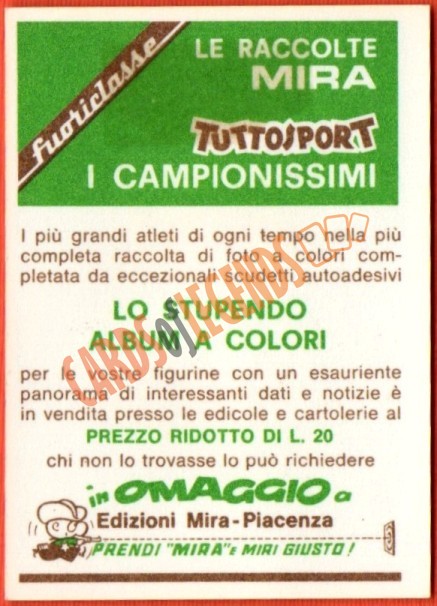 fuoriclasse
LE RACCOLTE
MIRA
TUTTOSPORT
I CAMPIONISSIMI
I più grandi atleti di ogni tempo nella più
completa raccolta di foto a colori com-
pletata da eccezionali scudetti autoadesivi
LO STUPENDO
ALBUM A COLORI
per le vostre figurine con un esauriente
panorama di interessanti dati e notizie è
in vendita presso le edicole e cartolerie al
PREZZO RIDOTTO DI L. 20
chi non lo trovasse lo può richiedere
in OMAGGIO a
Edizioni Mira-Piacenza
PRENDI "MIRA" E MIRI GIUSTO!
CARDS of LEGENDS